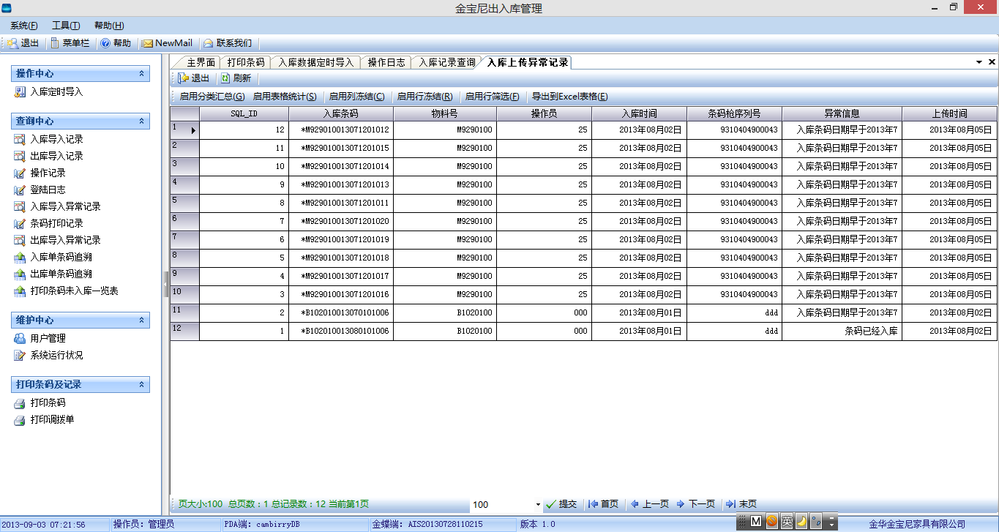 金宝尼出入库管理
系统(F) 工具(T) 帮助(H)
退出 菜单栏 帮助 NewMail 联系我们
操作中心
入库定时导入
查询中心
入库导入记录
出库导入记录
操作记录
登陆日志
入库导入异常记录
条码打印记录
出库导入异常记录
入库单条码追溯
出库单条码追溯
打印条码未入库一览表
维护中心
用户管理
系统运行状况
打印条码及记录
打印条码
打印调拨单
主界面 打印条码 入库数据定时导入 操作日志 入库记录查询 入库上传异常记录
退出 刷新
启用分类汇总(G) 启用表格统计(S) 启用列冻结(C) 启用行冻结(R) 启用行筛选(F) 导出到Excel表格(E)
SQL_ID 入库条码 物料号 操作员 入库时间 条码枪序列号 异常信息 上传时间
1 12 *M929010013071201012 M9290100 25 2013年08月02日 9310404900043 入库条码日期早于2013年7 2013年08月05日
2 11 *M929010013071201015 M9290100 25 2013年08月02日 9310404900043 入库条码日期早于2013年7 2013年08月05日
3 10 *M929010013071201014 M9290100 25 2013年08月02日 9310404900043 入库条码日期早于2013年7 2013年08月05日
4 9 *M929010013071201013 M9290100 25 2013年08月02日 9310404900043 入库条码日期早于2013年7 2013年08月05日
5 8 *M929010013071201011 M9290100 25 2013年08月02日 9310404900043 入库条码日期早于2013年7 2013年08月05日
6 7 *M929010013071201020 M9290100 25 2013年08月02日 9310404900043 入库条码日期早于2013年7 2013年08月05日
7 6 *M929010013071201019 M9290100 25 2013年08月02日 9310404900043 入库条码日期早于2013年7 2013年08月05日
8 5 *M929010013071201018 M9290100 25 2013年08月02日 9310404900043 入库条码日期早于2013年7 2013年08月05日
9 4 *M929010013071201017 M9290100 25 2013年08月02日 9310404900043 入库条码日期早于2013年7 2013年08月05日
10 3 *M929010013071201016 M9290100 25 2013年08月02日 9310404900043 入库条码日期早于2013年7 2013年08月05日
11 2 *B102010013070101006 B1020100 000 2013年08月01日 ddd 入库条码日期早于2013年7 2013年08月02日
12 1 *B102010013080101006 B1020100 000 2013年08月01日 ddd 条码已经入库 2013年08月02日
页大小:100 总页数：1 总记录数：12 当前第1页 100 提交 首页 上一页 下一页 末页
2013-09-03 07:21:56 操作员：管理员 PDA端：cambirryDB 金蝶端：AIS20130728110215 版本 1.0 M 英 金华金宝尼家具有限公司